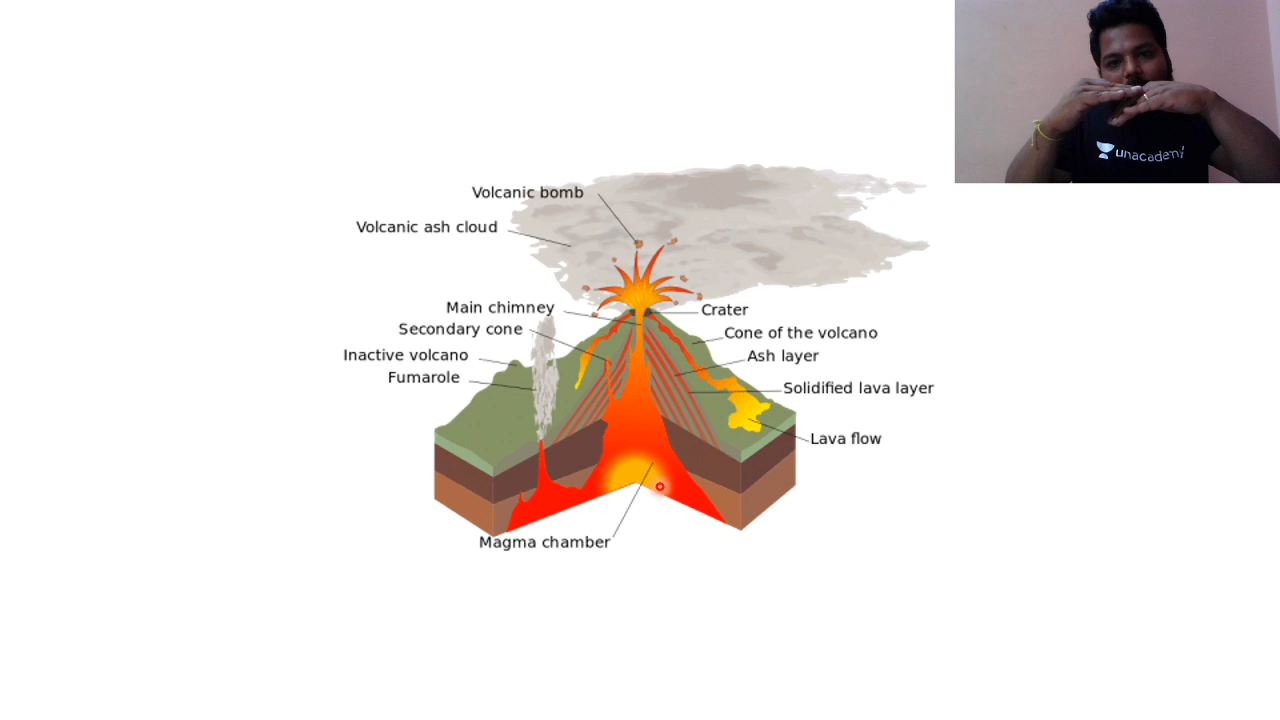 unacademy
Volcanic bomb
Volcanic ash cloud
Main chimney
Crater
Secondary cone
Cone of the volcano
Inactive volcano
Ash layer
Fumarole
Solidified lava layer
Lava flow
Magma chamber